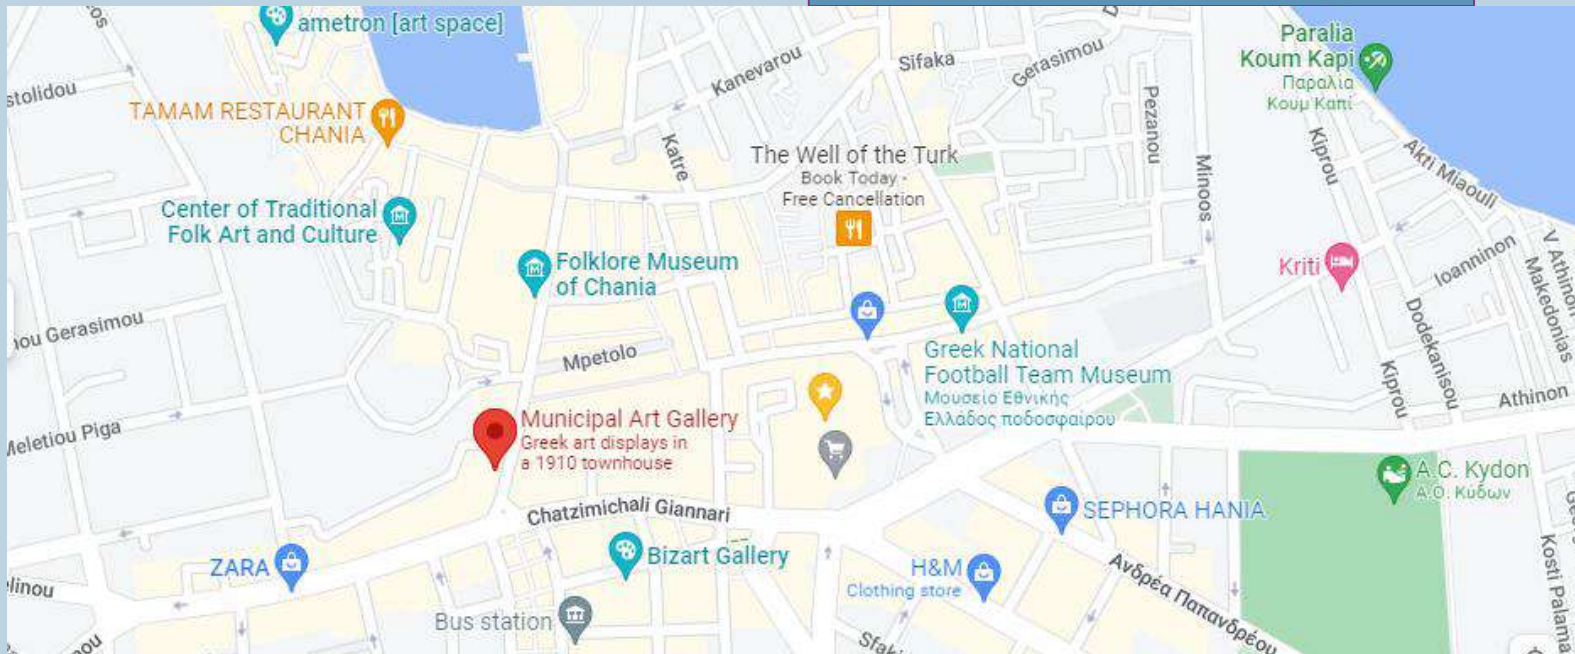 ametron [art space]
TAMAM RESTAURANT
CHANIA
Center of Traditional
Folk Art and Culture
Folklore Museum
of Chania
Kanevarou
Sifaka
Gerasimou
Katre
Pezanou
Minoos
Paralia
Koum Kapi
Παραλία
Κουμ Καπί
Kiprou
Akti Miaouli
The Well of the Turk
Book Today -
Free Cancellation
Kriti
Ioanninon
V Athinon
Makedonias
Dodekanisou
Kiprou
Athinon
Gerasimou
Mpetolo
Meletiou Piga
Greek National
Football Team Museum
Μουσείο Εθνικής
Ελλάδος ποδοσφαίρου
Municipal Art Gallery
Greek art displays in
a 1910 townhouse
Chatzimichali Giannari
ZARA
Bizart Gallery
Bus station
H&M
Clothing store
SEPHORA HANIA
Ανδρέα Παπανδρέου
A.C. Kydon
Α.Ο. Κύδων
Kosti Palama